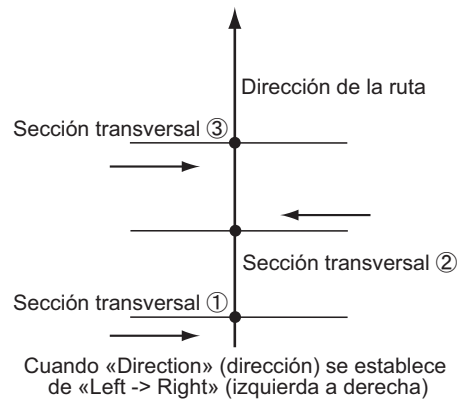 Dirección de la ruta
Sección transversal ③
Sección transversal ②
Sección transversal ①
Cuando «Direction» (dirección) se establece
de «Left -> Right» (izquierda a derecha)